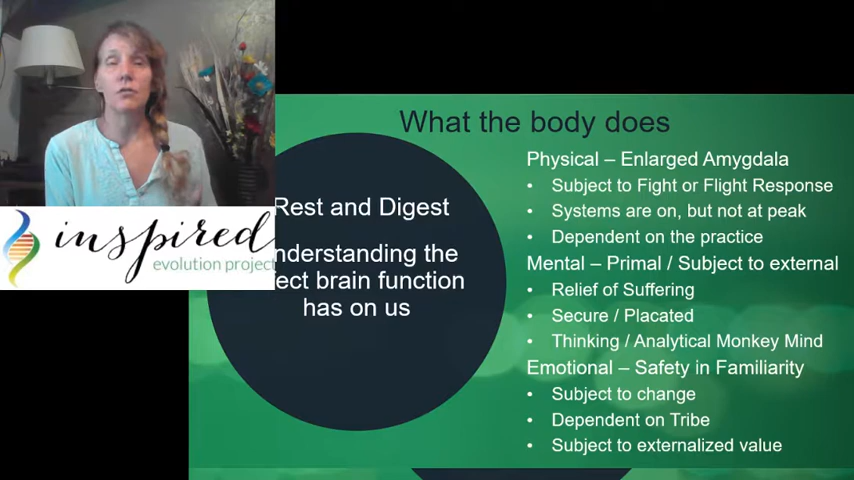 What the body does
Rest and Digest
nderstanding the
ect brain function
has on us
Physical – Enlarged Amygdala
• Subject to Fight or Flight Response
• Systems are on, but not at peak
• Dependent on the practice
Mental – Primal / Subject to external
• Relief of Suffering
• Secure / Placated
• Thinking / Analytical Monkey Mind
Emotional – Safety in Familiarity
• Subject to change
• Dependent on Tribe
• Subject to externalized value
inspired
evolution project